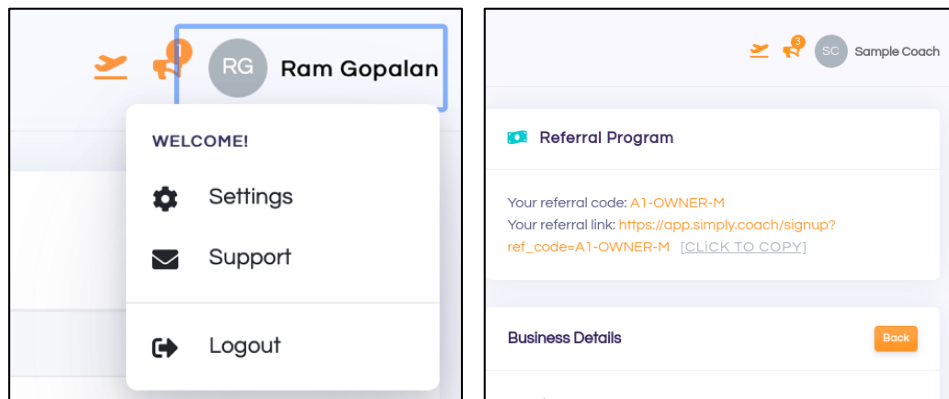 1
RG
Ram Gopalan
WELCOME!
Settings
Support
Logout
3
SC
Sample Coach
Referral Program
Your referral code: A1-OWNER-M
Your referral link: https://app.simply.coach/signup?
ref_code=A1-OWNER-M [CLiCK TO COPY]
Business Details
Back